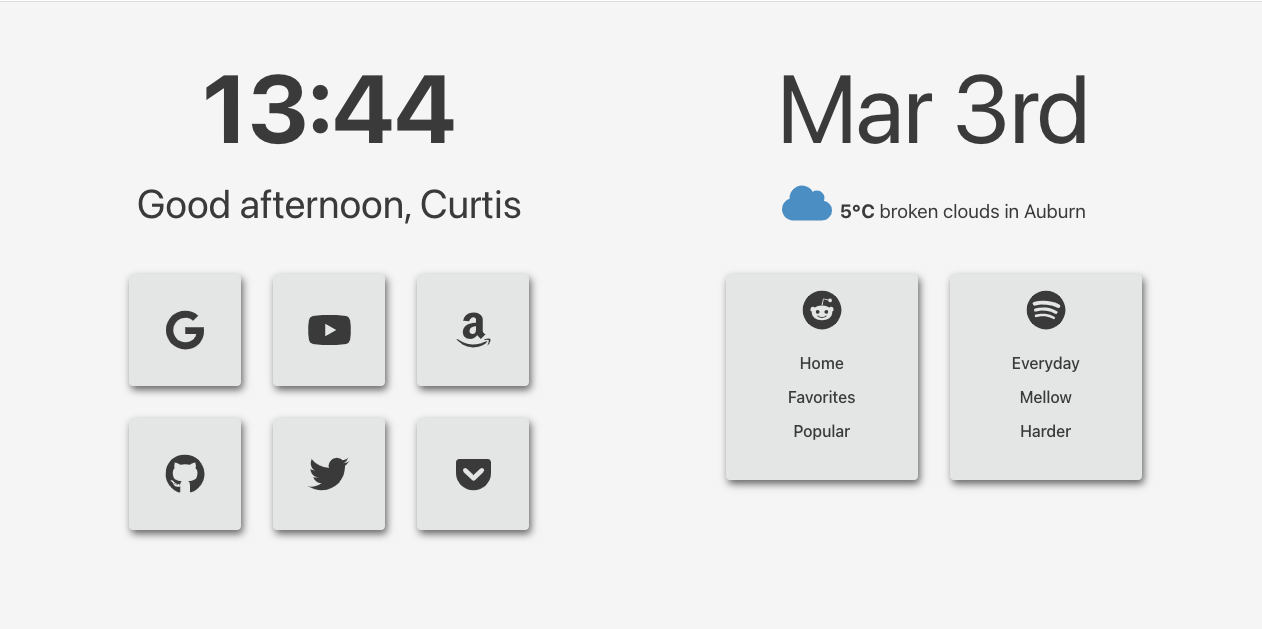 13:44
Good afternoon, Curtis
Mar 3rd
5°C broken clouds in Auburn
Home
Favorites
Popular
Everyday
Mellow
Harder